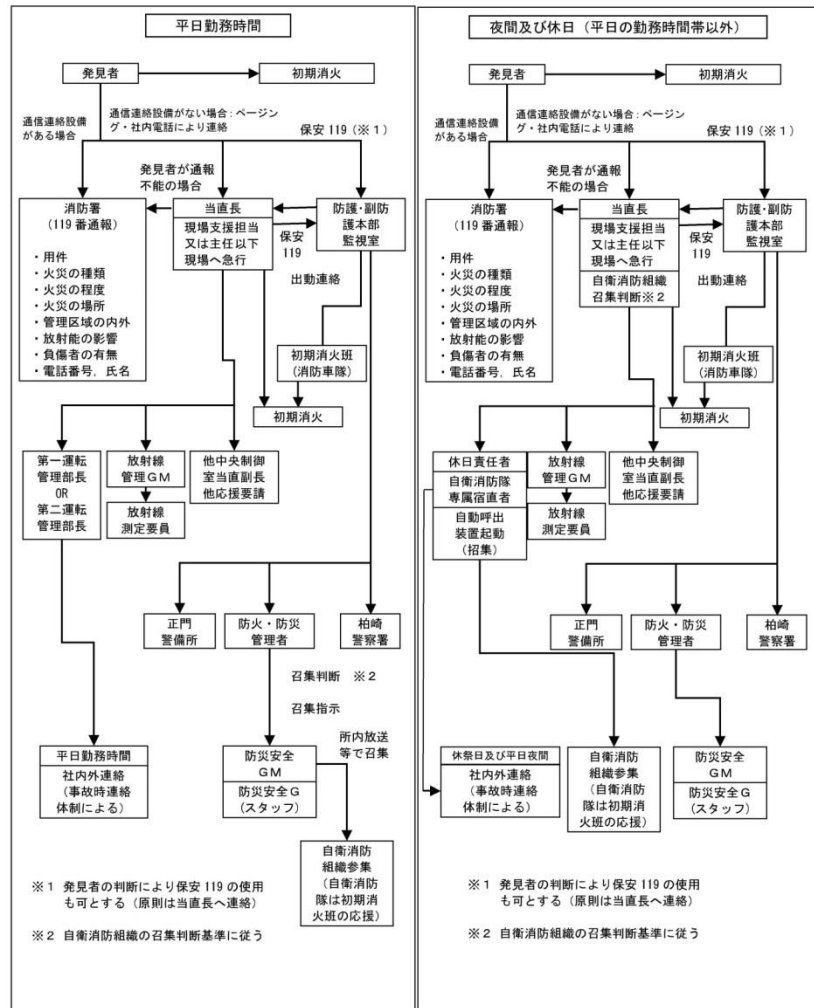 平日勤務時間
発見者
初期消火
通信連絡設備
がある場合
通信連絡設備がない場合：ページン
グ・社内電話により連絡
保安 119（※１）
発見者が通報
不能の場合
消防署
(119 番通報)
・用件
・火災の種類
・火災の程度
・火災の場所
・管理区域の内外
・放射能の影響
・負傷者の有無
・電話番号，氏名
当直長
現場支援担当
又は主任以下
現場へ急行
保安
119
防護・副防
護本部
監視室
出動連絡
初期消火班
(消防車隊)
初期消火
第一運転
管理部長
OR
第二運転
管理部長
放射線
管理GM
放射線
測定要員
他中央制御
室当直副長
他応援要請
正門
警備所
防火・防災
管理者
柏崎
警察署
召集判断　※２
召集指示
所内放送
等で召集
平日勤務時間
社内外連絡
(事故時連絡
体制による)
防災安全
GM
防災安全G
(スタッフ)
自衛消防
組織参集
(自衛消防
隊は初期消
火班の応援)
※１ 発見者の判断により保安 119 の使用
も可とする（原則は当直長へ連絡）
※２ 自衛消防組織の召集判断基準に従う
夜間及び休日（平日の勤務時間帯以外）
発見者
初期消火
通信連絡設備
がある場合
通信連絡設備がない場合：ページン
グ・社内電話により連絡
保安 119（※１）
発見者が通報
不能の場合
消防署
(119 番通報)
・用件
・火災の種類
・火災の程度
・火災の場所
・管理区域の内外
・放射能の影響
・負傷者の有無
・電話番号，氏名
当直長
現場支援担当
又は主任以下
現場へ急行
自衛消防組織
召集判断※２
保安
119
防護・副防
護本部
監視室
出動連絡
初期消火班
(消防車隊)
初期消火
休日責任者
自衛消防隊
専属宿直者
自動呼出
装置起動
(招集)
放射線
管理GM
放射線
測定要員
他中央制御
室当直副長
他応援要請
正門
警備所
防火・防災
管理者
柏崎
警察署
休祭日及び平日夜間
社内外連絡
(事故時連絡
体制による)
自衛消防
組織参集
(自衛消防
隊は初期消
火班の応援)
防災安全
GM
防災安全G
(スタッフ)
※１ 発見者の判断により保安 119 の使用
も可とする（原則は当直長へ連絡）
※２ 自衛消防組織の召集判断基準に従う